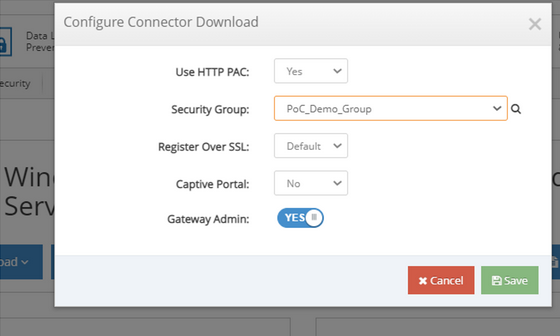 Configure Connector Download
Data L
Preve
ecurity
Use HTTP PAC: Yes
Security Group: PoC_Demo_Group
Register Over SSL: Default
Captive Portal: No
Gateway Admin: YES
Win
Serv
oad
Cancel Save